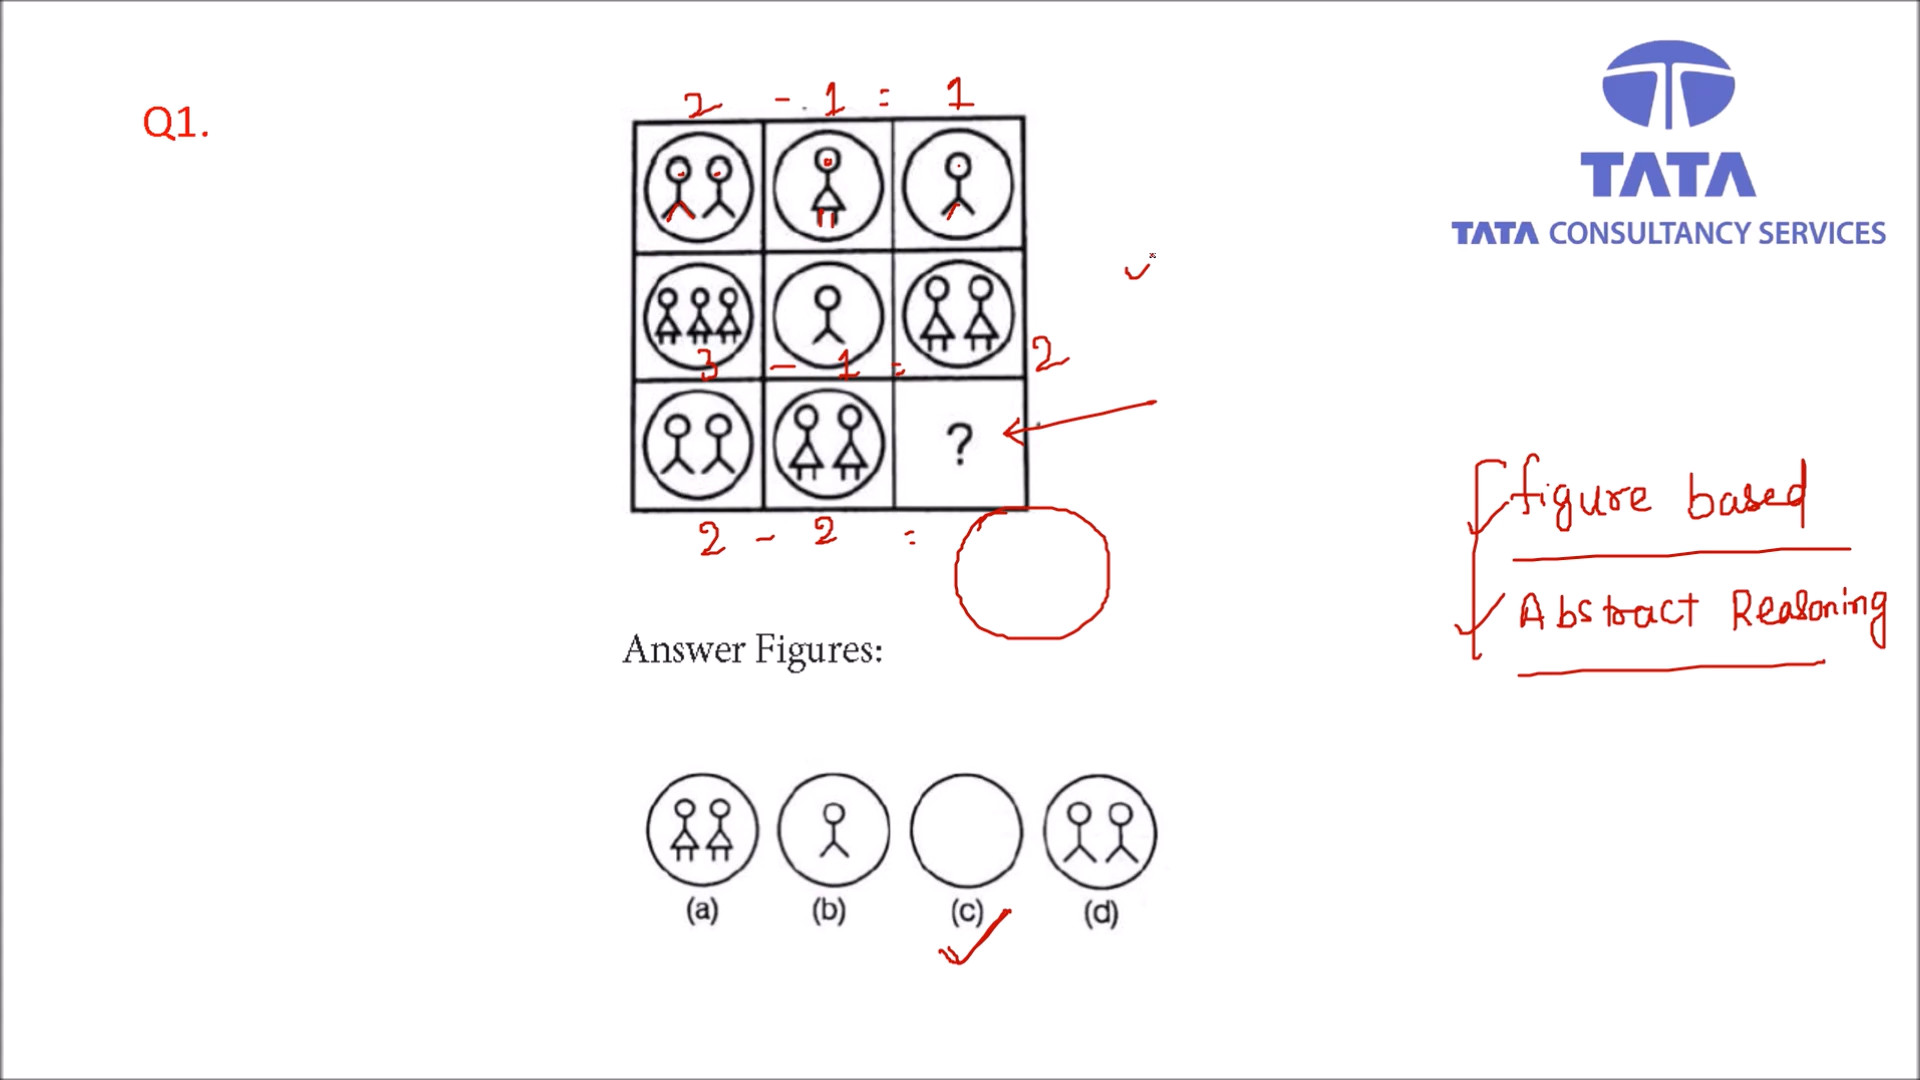 Q1.
2 - 1 = 1
3 - 1 = 2
?
2 - 2 =
Answer Figures:
(a) (b) (c) (d)
TATA
TATA CONSULTANCY SERVICES
figure based
Abstract Reasoning